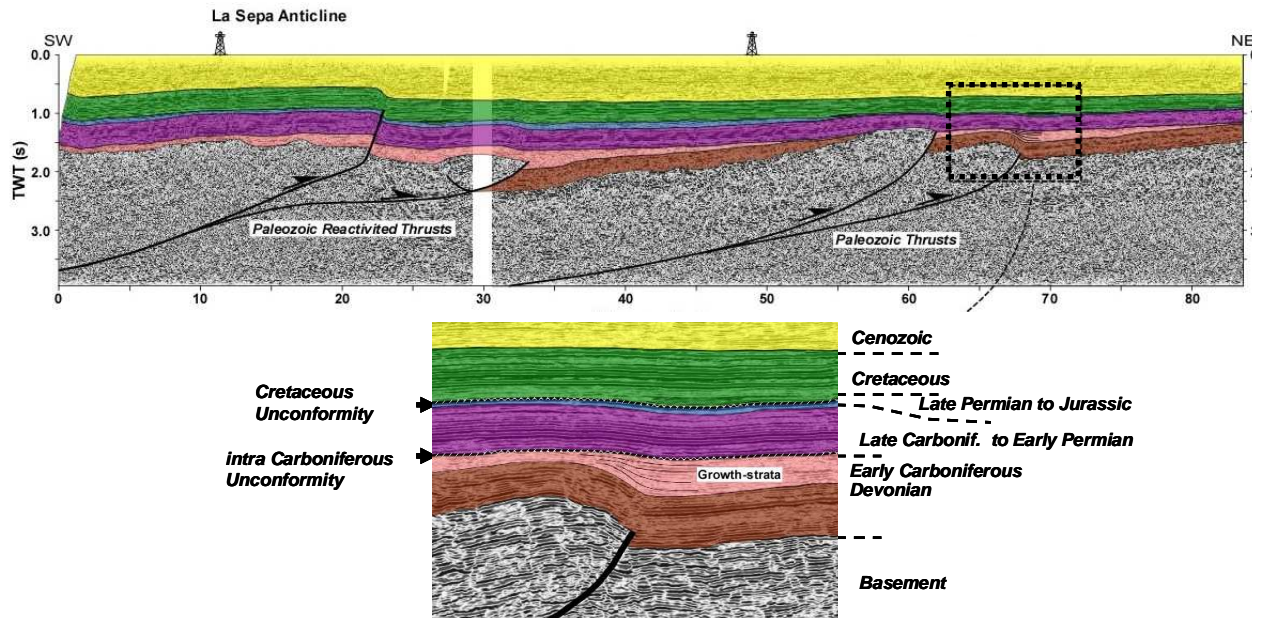 La Sepa Anticline
SW
NE
0.0
1.0
2.0
3.0
TWT (s)
Paleozoic Reactivited Thrusts
Paleozoic Thrusts
0
10
20
30
40
50
60
70
80
Cenozoic
Cretaceous
Cretaceous
Unconformity
Late Permian to Jurassic
Late Carbonif. to Early Permian
intra Carboniferous
Unconformity
Growth-strata
Early Carboniferous
Devonian
Basement